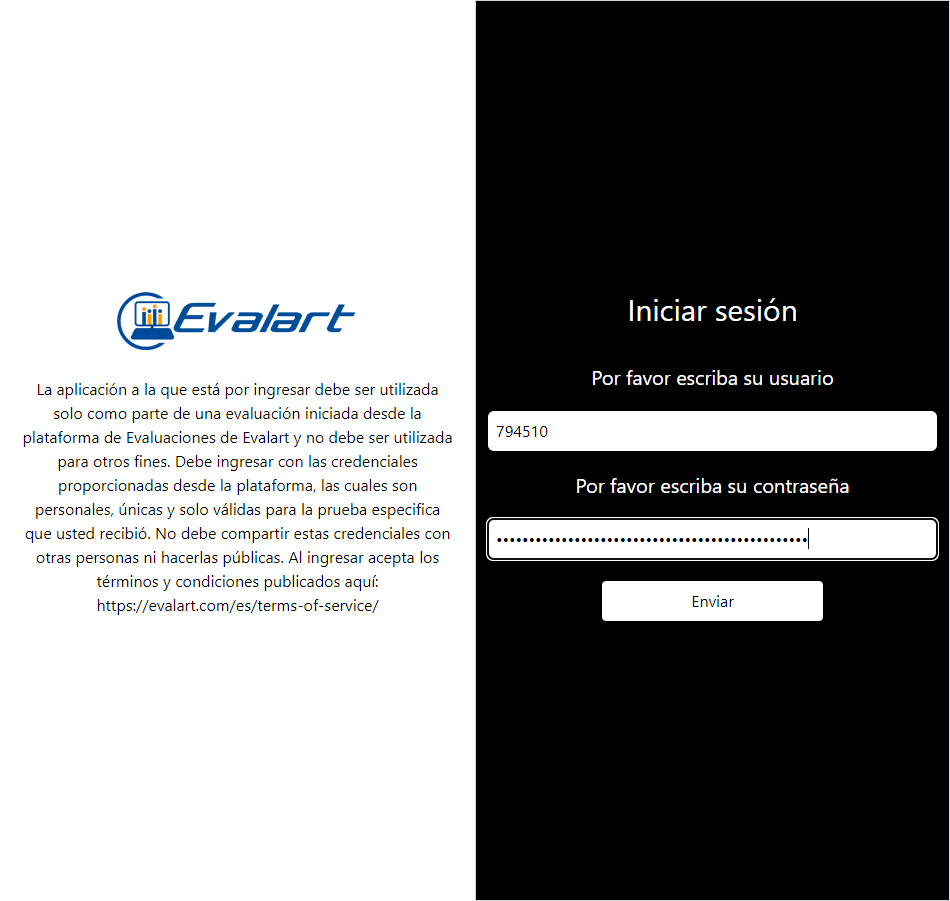 Evalart
La aplicación a la que está por ingresar debe ser utilizada
solo como parte de una evaluación iniciada desde la
plataforma de Evaluaciones de Evalart y no debe ser utilizada
para otros fines. Debe ingresar con las credenciales
proporcionadas desde la plataforma, las cuales son
personales, únicas y solo válidas para la prueba especifica
que usted recibió. No debe compartir estas credenciales con
otras personas ni hacerlas públicas. Al ingresar acepta los
términos y condiciones publicados aquí:
https://evalart.com/es/terms-of-service/
Iniciar sesión
Por favor escriba su usuario
794510
Por favor escriba su contraseña
Enviar